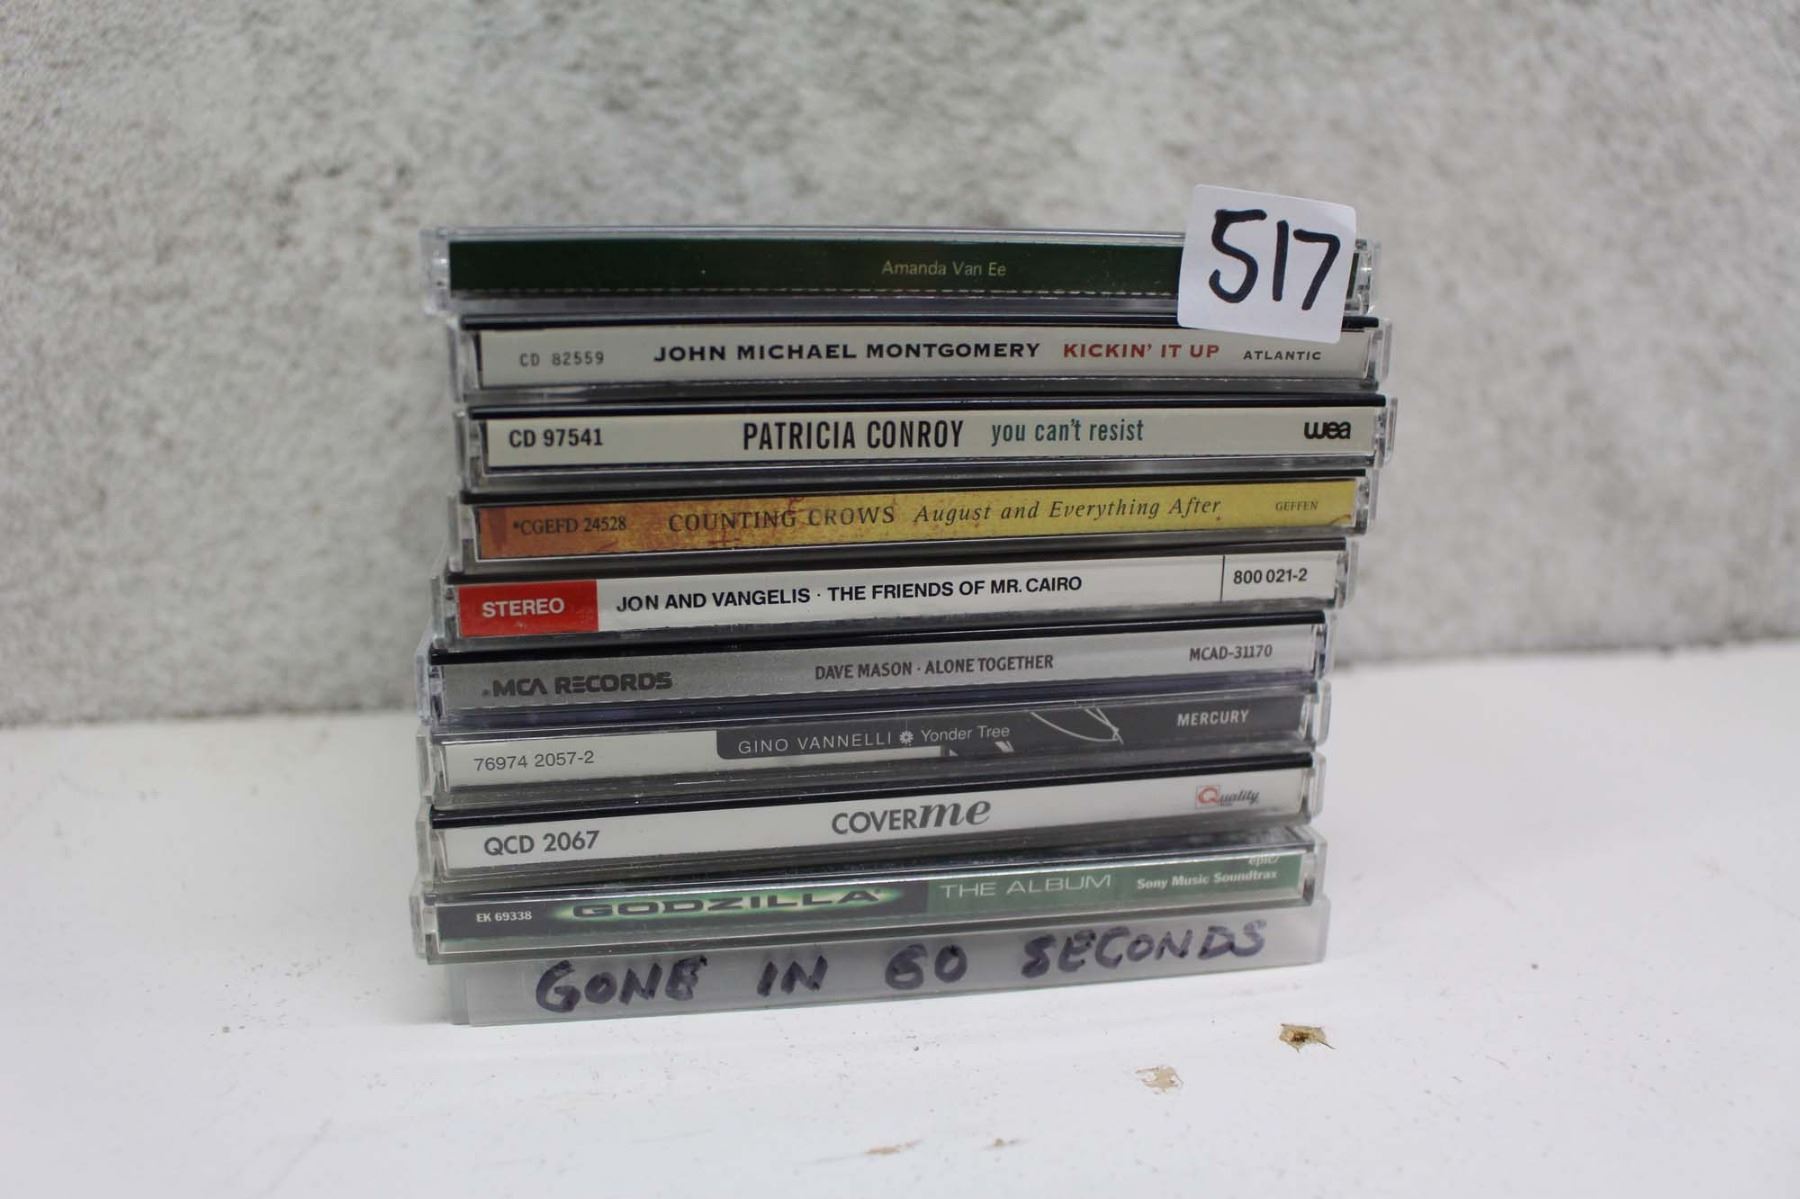 517
Amanda Van Ee
CD 82559 JOHN MICHAEL MONTGOMERY KICKIN' IT UP ATLANTIC
CD 97541 PATRICIA CONROY you can't resist wea
*CGEFD 24528 COUNTING CROWS August and Everything After GEFFEN
STEREO JON AND VANGELIS · THE FRIENDS OF MR. CAIRO 800 021-2
MCA RECORDS DAVE MASON · ALONE TOGETHER MCAD-31170
76974 2057-2 GINO VANNELLI Yonder Tree MERCURY
QCD 2067 COVERme Quality
EK 69338 GODZILLA THE ALBUM epic/ Sony Music Soundtrax
GONE IN 60 SECONDS